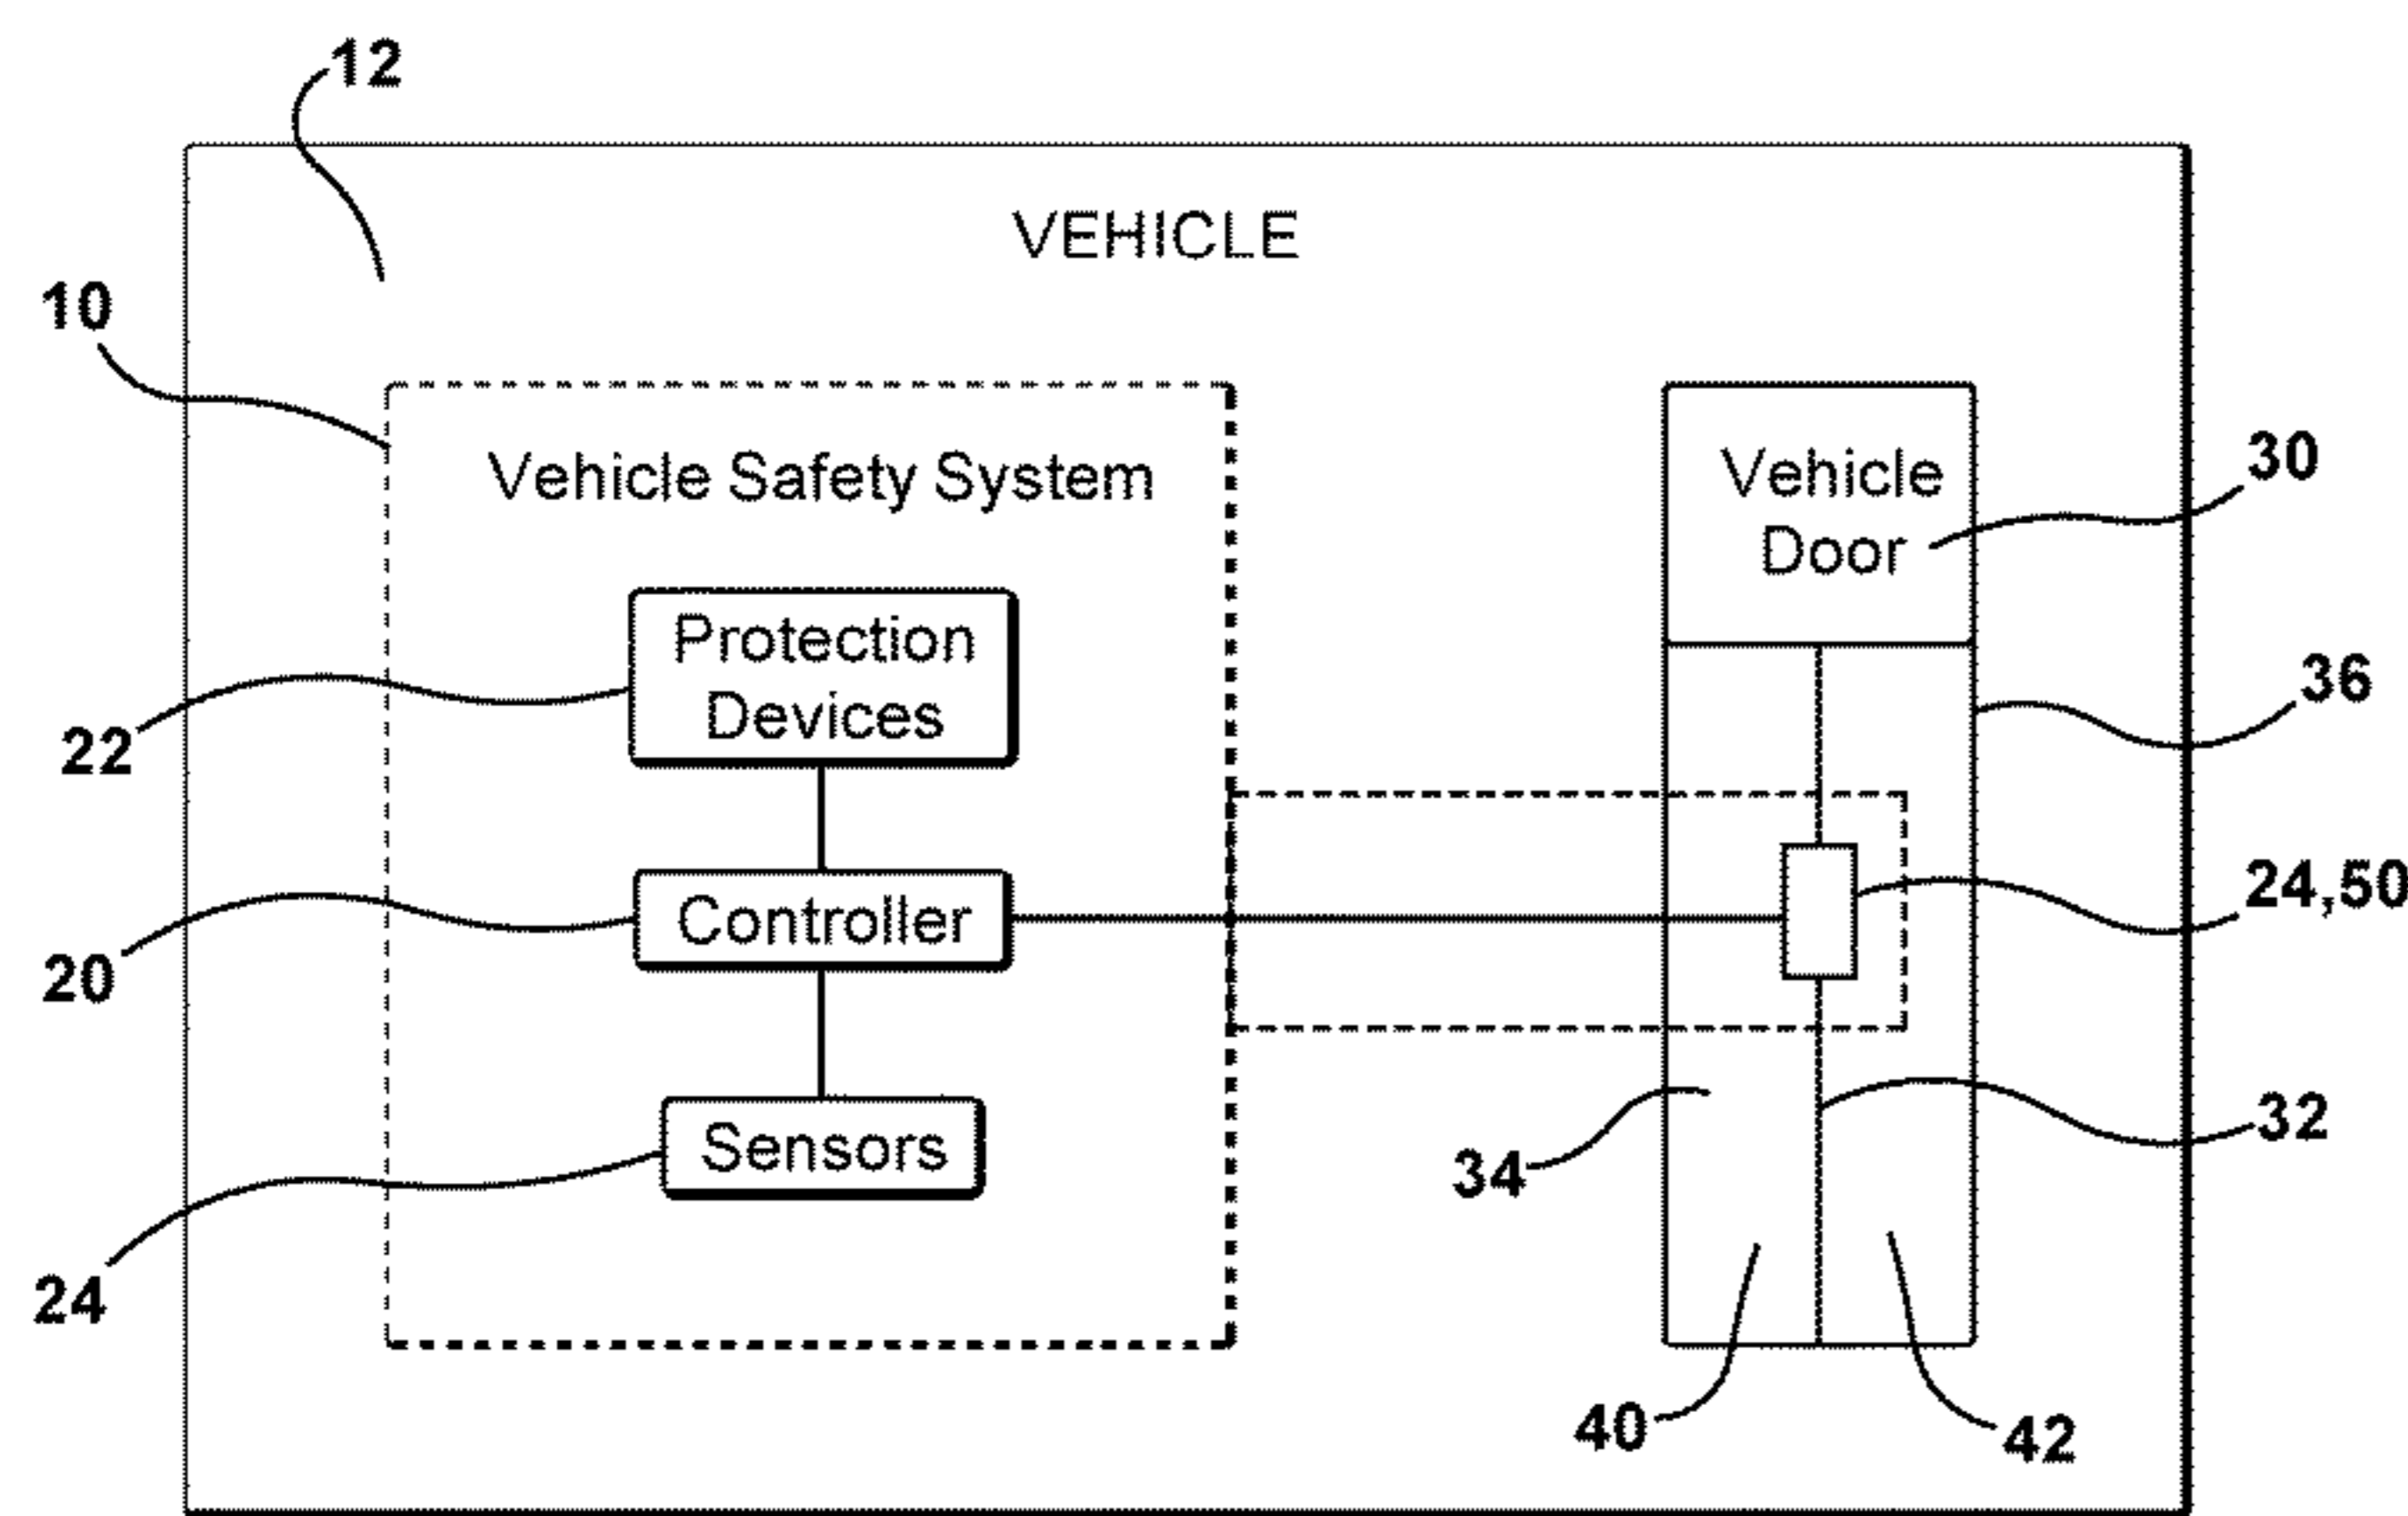 12
VEHICLE
10
Vehicle Safety System
Vehicle
Door
30
Protection
Devices
36
22
24,50
Controller
20
32
Sensors
34
24
40
42